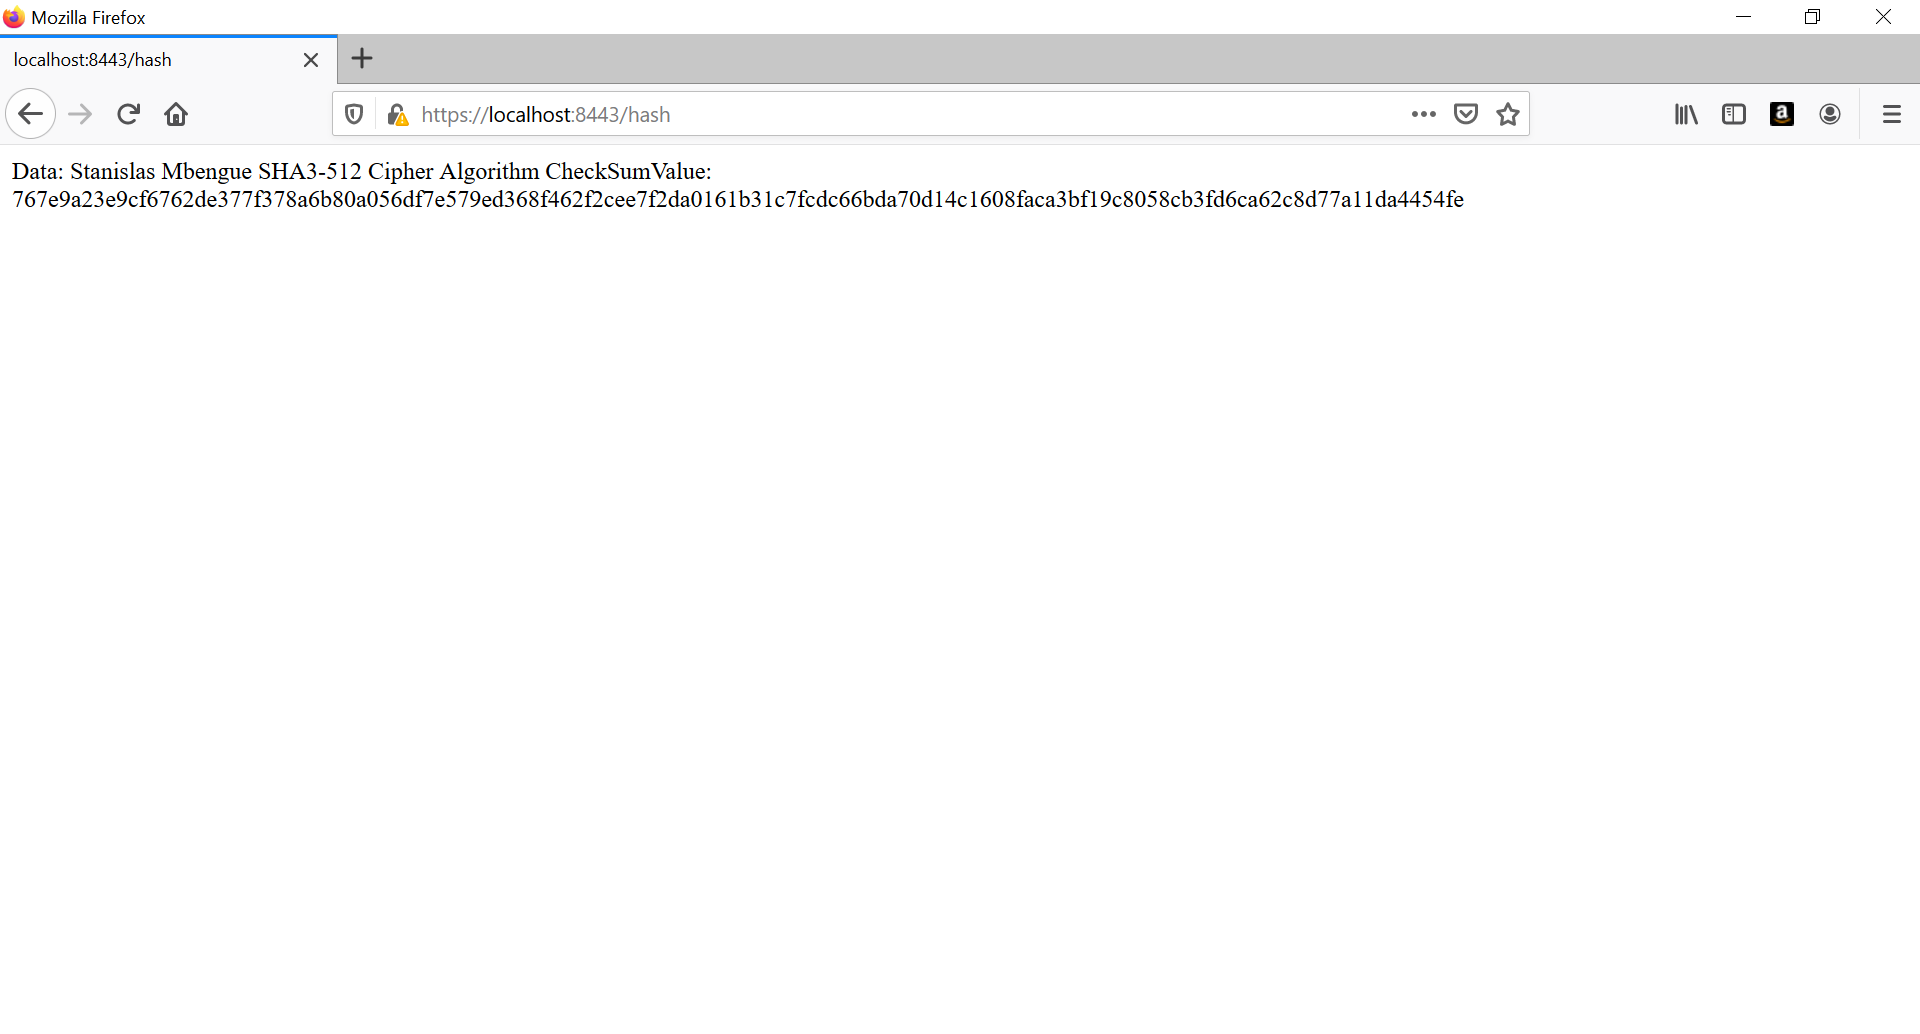 Mozilla Firefox
localhost:8443/hash
https://localhost:8443/hash
a
Data: Stanislas Mbengue SHA3-512 Cipher Algorithm CheckSumValue:
767e9a23e9cf6762de377f378a6b80a056df7e579ed368f462f2cee7f2da0161b31c7fcdc66bda70d14c1608faca3bf19c8058cb3fd6ca62c8d77a11da4454fe